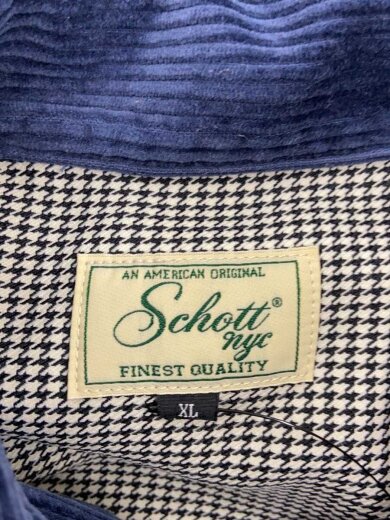 AN AMERICAN ORIGINAL
Schott®
nyc
FINEST QUALITY
XL